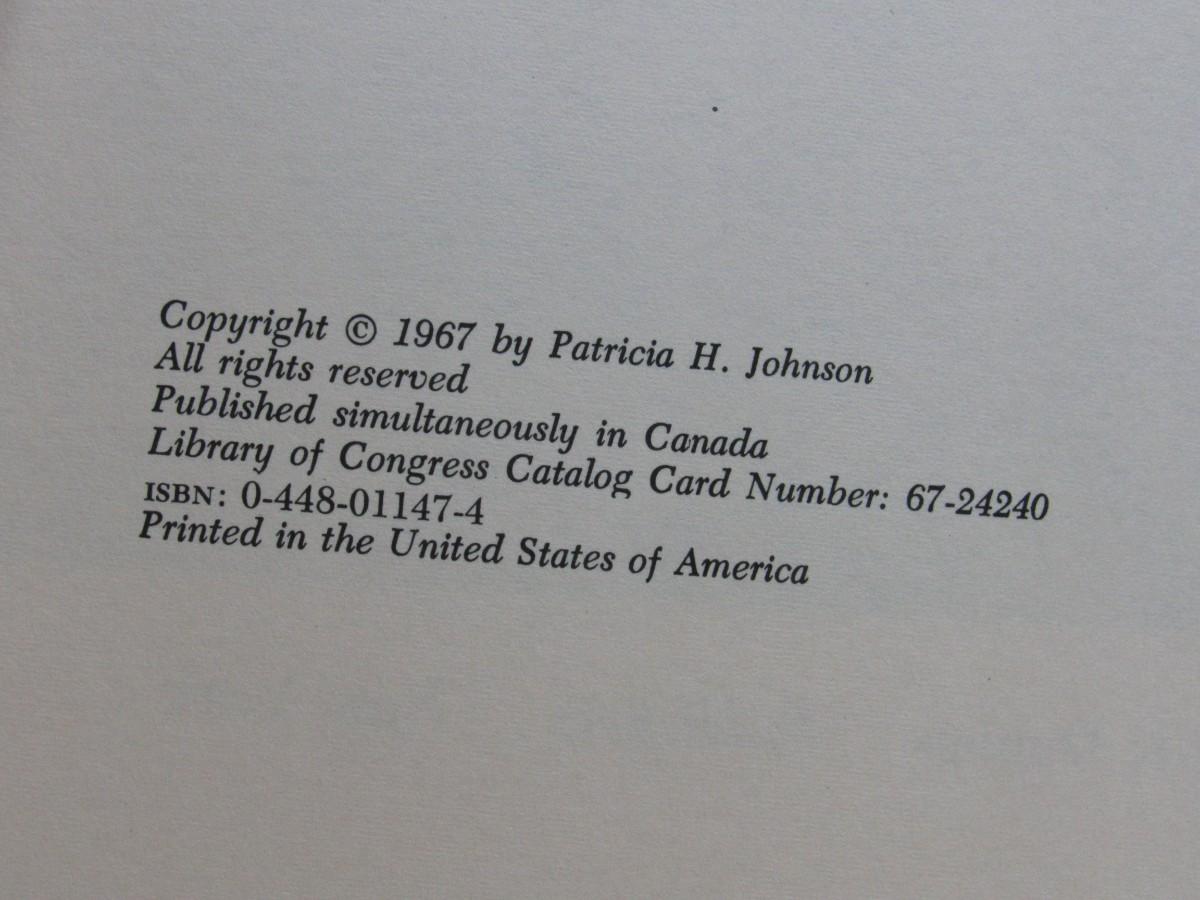 Copyright © 1967 by Patricia H. Johnson
All rights reserved
Published simultaneously in Canada
Library of Congress Catalog Card Number: 67-24240
ISBN: 0-448-01147-4
Printed in the United States of America